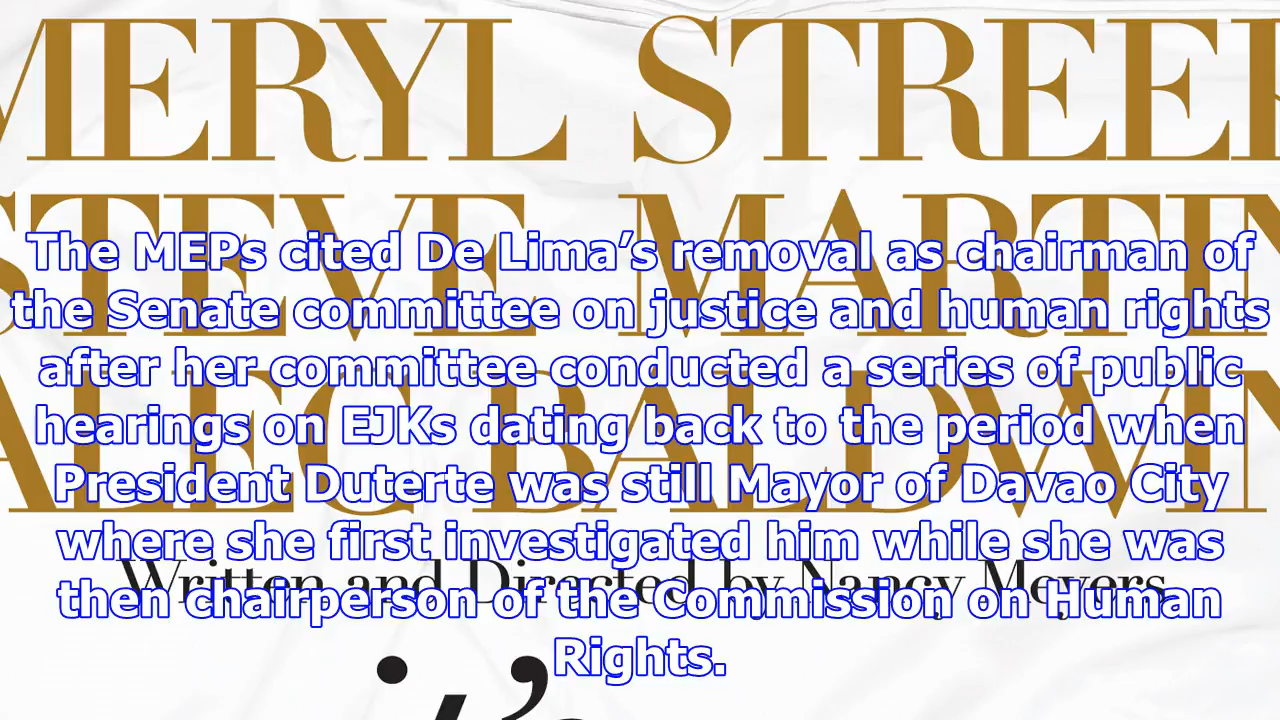 MERYL STREEP
STEVE MARTIN
ALEC BALDWIN
The MEPs cited De Lima’s removal as chairman of
the Senate committee on justice and human rights
after her committee conducted a series of public
hearings on EJKs dating back to the period when
President Duterte was still Mayor of Davao City
where she first investigated him while she was
then chairperson of the Commission on Human
Rights.
Written and Directed by Nancy Meyers
it's